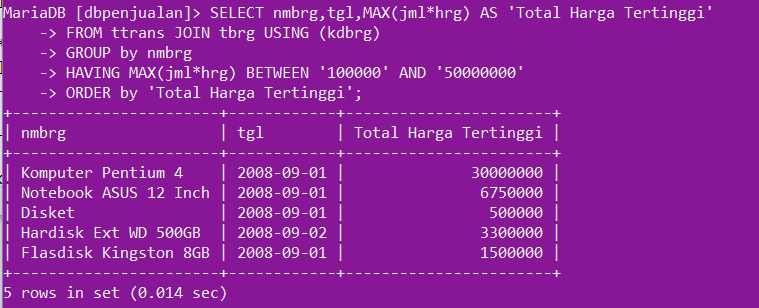 MariaDB [dbpenjualan]> SELECT nmbrg,tgl,MAX(jml*hrg) AS 'Total Harga Tertinggi'
    -> FROM ttrans JOIN tbrg USING (kdbrg)
    -> GROUP by nmbrg
    -> HAVING MAX(jml*hrg) BETWEEN '100000' AND '50000000'
    -> ORDER by 'Total Harga Tertinggi';
+----------------------+------------+-----------------------+
| nmbrg                | tgl        | Total Harga Tertinggi |
+----------------------+------------+-----------------------+
| Komputer Pentium 4   | 2008-09-01 |              30000000 |
| Notebook ASUS 12 Inch | 2008-09-01 |               6750000 |
| Disket               | 2008-09-01 |                500000 |
| Hardisk Ext WD 500GB | 2008-09-02 |               3300000 |
| Flasdisk Kingston 8GB | 2008-09-01 |               1500000 |
+----------------------+------------+-----------------------+
5 rows in set (0.014 sec)